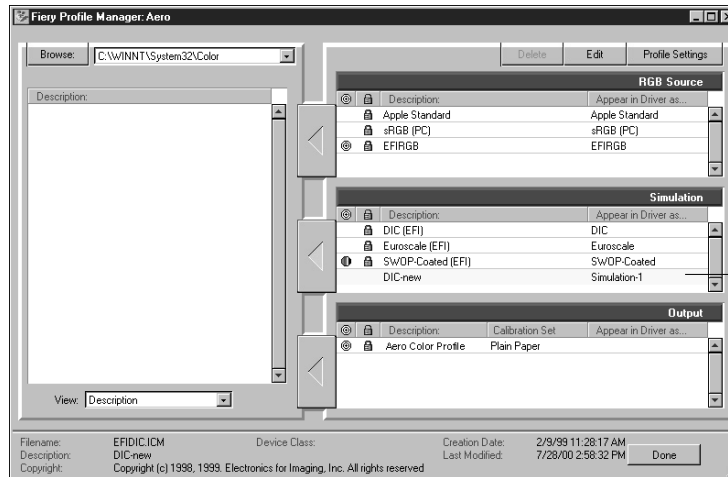 Fiery Profile Manager: Aero
Browse: C:\WINNT\System32\Color
Delete Edit Profile Settings
Description:
RGB Source
Description: Appear in Driver as...
Apple Standard Apple Standard
sRGB (PC) sRGB (PC)
EFIRGB EFIRGB
Simulation
Description: Appear in Driver as...
DIC (EFI) DIC
Euroscale (EFI) Euroscale
SWOP-Coated (EFI) SWOP-Coated
DIC-new Simulation-1
Output
Description: Calibration Set Appear in Driver as...
Aero Color Profile Plain Paper
View: Description
Filename: EFIDIC.ICM Device Class: Creation Date: 2/9/99 11:28:17 AM
Description: DIC-new Last Modified: 7/28/00 2:58:32 PM Done
Copyright: Copyright (c) 1998, 1999. Electronics for Imaging, Inc. All rights reserved